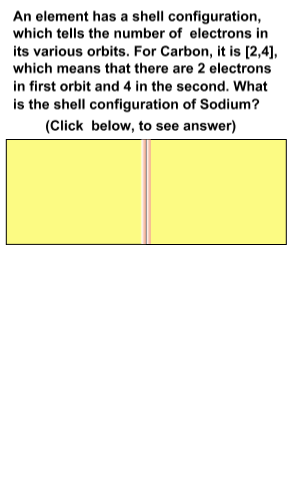 An element has a shell configuration,
which tells the number of electrons in
its various orbits. For Carbon, it is [2,4],
which means that there are 2 electrons
in first orbit and 4 in the second. What
is the shell configuration of Sodium?
(Click below, to see answer)